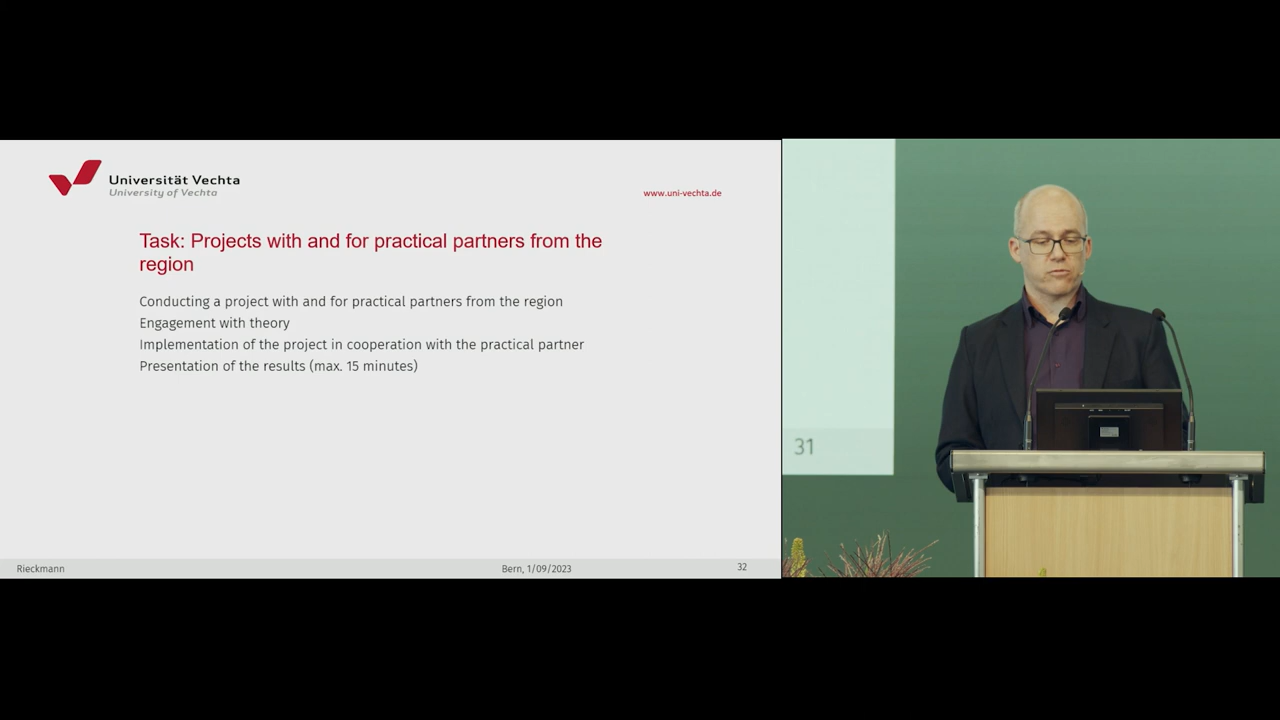 Universität Vechta
University of Vechta
www.uni-vechta.de
Task: Projects with and for practical partners from the
region
Conducting a project with and for practical partners from the region
Engagement with theory
Implementation of the project in cooperation with the practical partner
Presentation of the results (max. 15 minutes)
Rieckmann
Bern, 1/09/2023
32
31